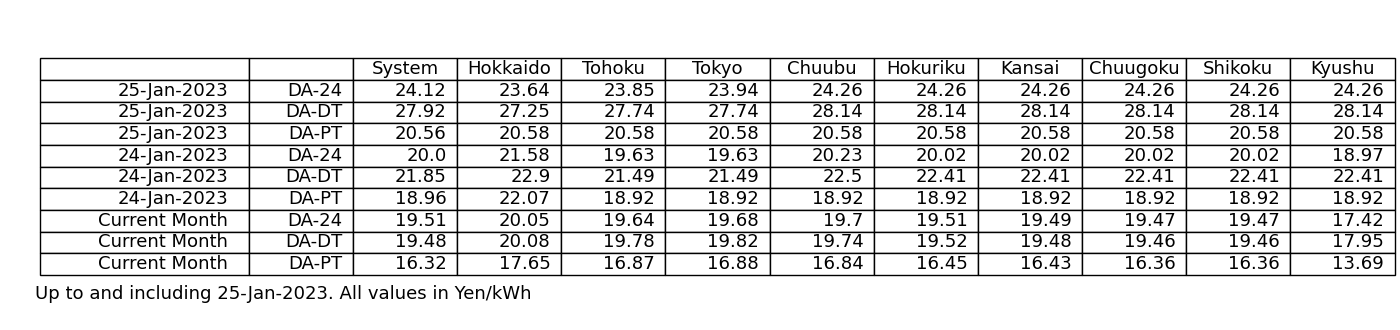 System Hokkaido Tohoku Tokyo Chuubu Hokuriku Kansai Chuugoku Shikoku Kyushu
25-Jan-2023 DA-24 24.12 23.64 23.85 23.94 24.26 24.26 24.26 24.26 24.26 24.26
25-Jan-2023 DA-DT 27.92 27.25 27.74 27.74 28.14 28.14 28.14 28.14 28.14 28.14
25-Jan-2023 DA-PT 20.56 20.58 20.58 20.58 20.58 20.58 20.58 20.58 20.58 20.58
24-Jan-2023 DA-24 20.0 21.58 19.63 19.63 20.23 20.02 20.02 20.02 20.02 18.97
24-Jan-2023 DA-DT 21.85 22.9 21.49 21.49 22.5 22.41 22.41 22.41 22.41 22.41
24-Jan-2023 DA-PT 18.96 22.07 18.92 18.92 18.92 18.92 18.92 18.92 18.92 18.92
Current Month DA-24 19.51 20.05 19.64 19.68 19.7 19.51 19.49 19.47 19.47 17.42
Current Month DA-DT 19.48 20.08 19.78 19.82 19.74 19.52 19.48 19.46 19.46 17.95
Current Month DA-PT 16.32 17.65 16.87 16.88 16.84 16.45 16.43 16.36 16.36 13.69
Up to and including 25-Jan-2023. All values in Yen/kWh